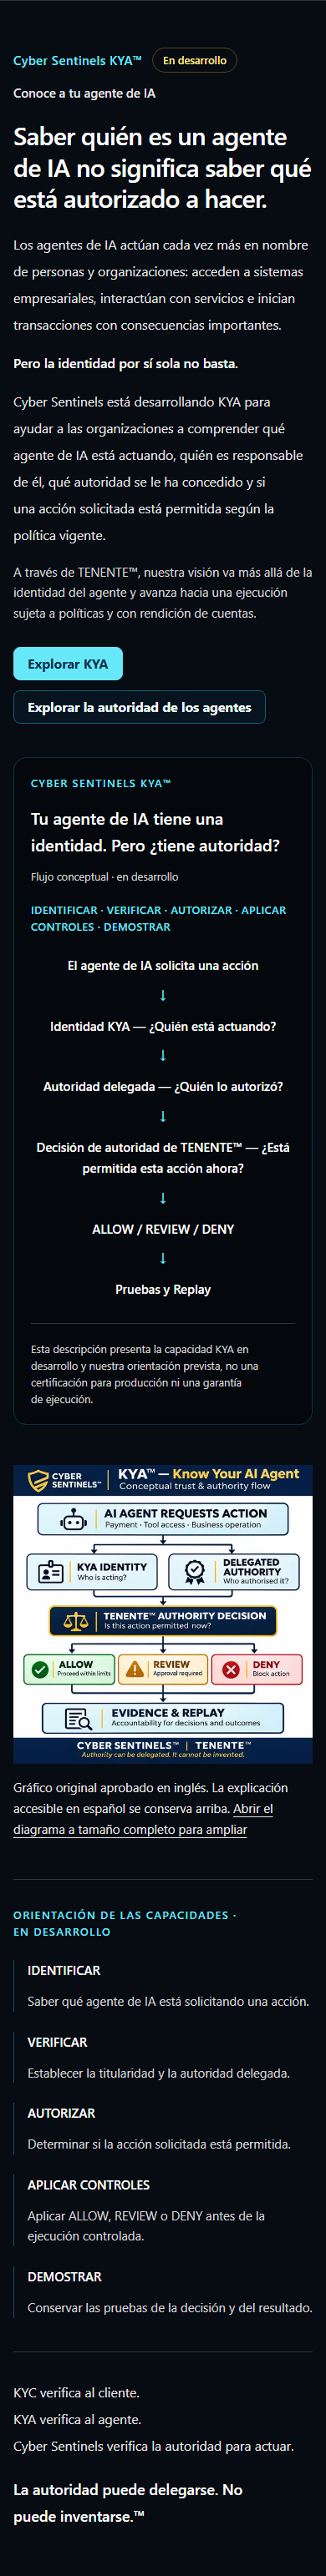 Cyber Sentinels KYA™
En desarrollo
Conoce a tu agente de IA
Saber quién es un agente
de IA no significa saber qué
está autorizado a hacer.
Los agentes de IA actúan cada vez más en nombre
de personas y organizaciones: acceden a sistemas
empresariales, interactúan con servicios e inician
transacciones con consecuencias importantes.
Pero la identidad por sí sola no basta.
Cyber Sentinels está desarrollando KYA para
ayudar a las organizaciones a comprender qué
agente de IA está actuando, quién es responsable
de él, qué autoridad se le ha concedido y si
una acción solicitada está permitida según la
política vigente.
A través de TENENTE™, nuestra visión va más allá de la
identidad del agente y avanza hacia una ejecución
sujeta a políticas y con rendición de cuentas.
Explorar KYA
Explorar la autoridad de los agentes
CYBER SENTINELS KYA™
Tu agente de IA tiene una
identidad. Pero ¿tiene autoridad?
Flujo conceptual · en desarrollo
IDENTIFICAR · VERIFICAR · AUTORIZAR · APLICAR
CONTROLES · DEMOSTRAR
El agente de IA solicita una acción
↓
Identidad KYA — ¿Quién está actuando?
↓
Autoridad delegada — ¿Quién lo autorizó?
↓
Decisión de autoridad de TENENTE™ — ¿Está
permitida esta acción ahora?
↓
ALLOW / REVIEW / DENY
↓
Pruebas y Replay
Esta descripción presenta la capacidad KYA en
desarrollo y nuestra orientación prevista, no una
certificación para producción ni una garantía
de ejecución.
CYBER SENTINELS™
KYA™ — Know Your AI Agent
Conceptual trust & authority flow
AI AGENT REQUESTS ACTION
Payment · Tool access · Business operation
KYA IDENTITY
Who is acting?
DELEGATED
AUTHORITY
Who authorised it?
TENENTE™ AUTHORITY DECISION
Is this action permitted now?
ALLOW
Proceed within limits
REVIEW
Approval required
DENY
Block action
EVIDENCE & REPLAY
Accountability for decisions and outcomes
CYBER SENTINELS™ | TENENTE™
Authority can be delegated. It cannot be invented.
Gráfico original aprobado en inglés. La explicación
accesible en español se conserva arriba. Abrir el
diagrama a tamaño completo para ampliar
ORIENTACIÓN DE LAS CAPACIDADES ·
EN DESARROLLO
IDENTIFICAR
Saber qué agente de IA está solicitando una acción.
VERIFICAR
Establecer la titularidad y la autoridad delegada.
AUTORIZAR
Determinar si la acción solicitada está permitida.
APLICAR CONTROLES
Aplicar ALLOW, REVIEW o DENY antes de la
ejecución controlada.
DEMOSTRAR
Conservar las pruebas de la decisión y del resultado.
KYC verifica al cliente.
KYA verifica al agente.
Cyber Sentinels verifica la autoridad para actuar.
La autoridad puede delegarse. No
puede inventarse.™